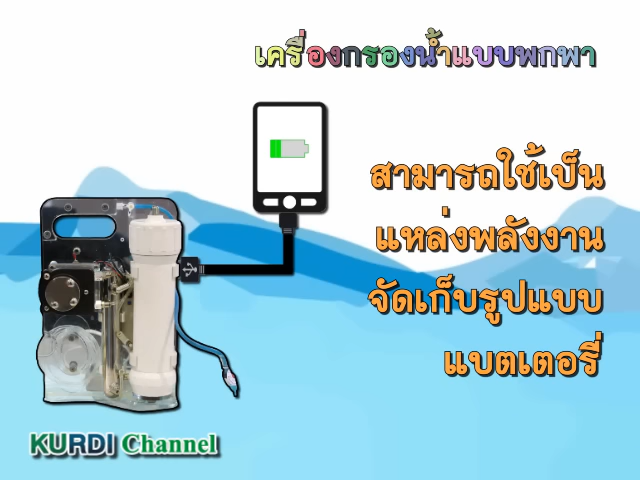 เครื่องกรองน้ำแบบพกพา
สามารถใช้เป็น
แหล่งพลังงาน
จัดเก็บรูปแบบ
แบตเตอรี่
KURDI Channel